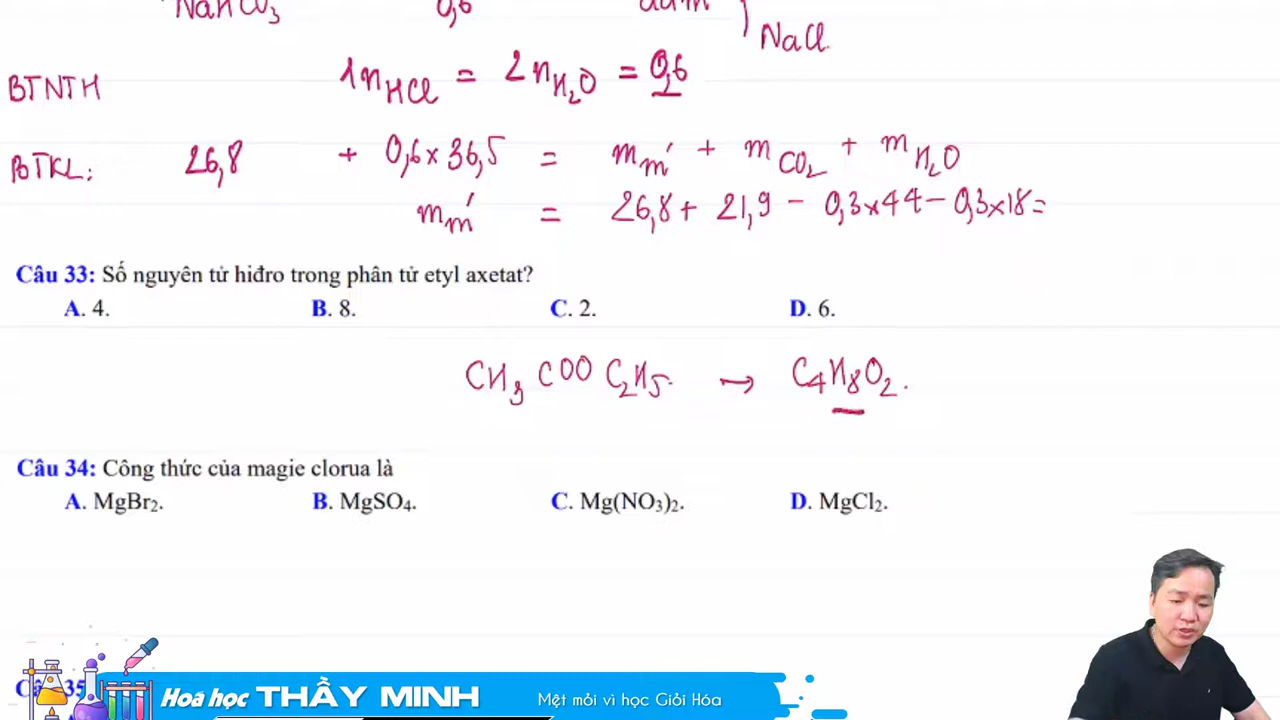 NaHCO3 0,6 NaCl.
BTNTH 1nHCl = 2nH2O = 0,6
BTKL: 26,8 + 0,6×36,5 = mm' + mCO2 + mH2O
mm' = 26,8 + 21,9 - 0,3×44 - 0,3×18 =
Câu 33: Số nguyên tử hiđro trong phân tử etyl axetat?
A. 4. B. 8. C. 2. D. 6.
CH3COOC2H5. → C4H8O2.
Câu 34: Công thức của magie clorua là
A. MgBr2. B. MgSO4. C. Mg(NO3)2. D. MgCl2.
Hoá học THẦY MINH Mệt mỏi vì học Giỏi Hóa